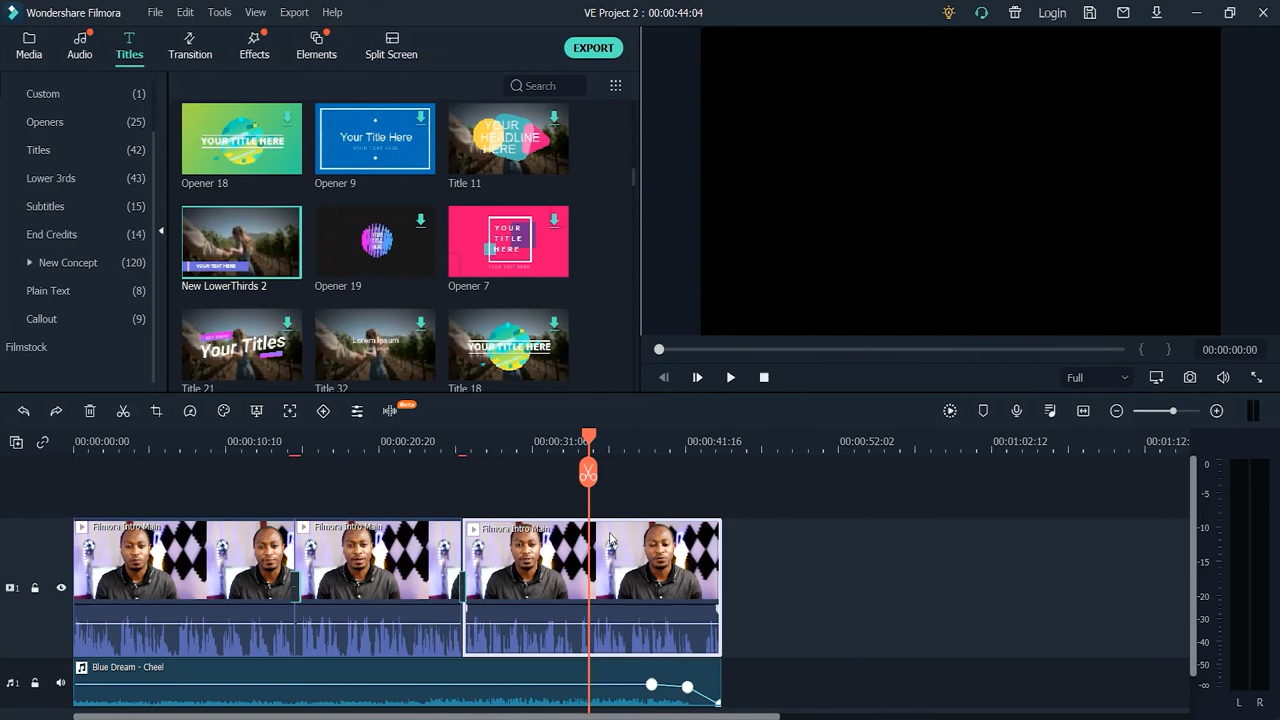 Wondershare Filmora File Edit Tools View Export Help VE Project 2 : 00:00:44:04 Login
Media Audio Titles Transition Effects Elements Split Screen EXPORT
Search
Custom (1)
Openers (25)
Titles (42)
Lower 3rds (43)
Subtitles (15)
End Credits (14)
New Concept (120)
Plain Text (8)
Callout (9)
Filmstock
YOUR TITLE HERE
Opener 18
Your Title Here
YOUR TEXT HERE
Opener 9
YOUR
HEADLINE
HERE
Title 11
YOUR TEXT HERE
New LowerThirds 2
YOUR
TITLE
HERE
Opener 19
YOUR
TITLE
HERE
Opener 7
Your Titles
Title 21
Lorem Ipsum
Title 32
YOUR TITLE HERE
Title 18
00:00:00:00
Full
Beta
00:00:00:00 00:00:10:10 00:00:20:20 00:00:31:06 00:00:41:16 00:00:52:02 00:01:02:12 00:01:12:
Filmora Intro Main Filmora Intro Main Filmora Intro Main
1
Blue Dream - Cheel
1
0
-5
-10
-15
-20
-25
-30
-40
-50
-∞
L R